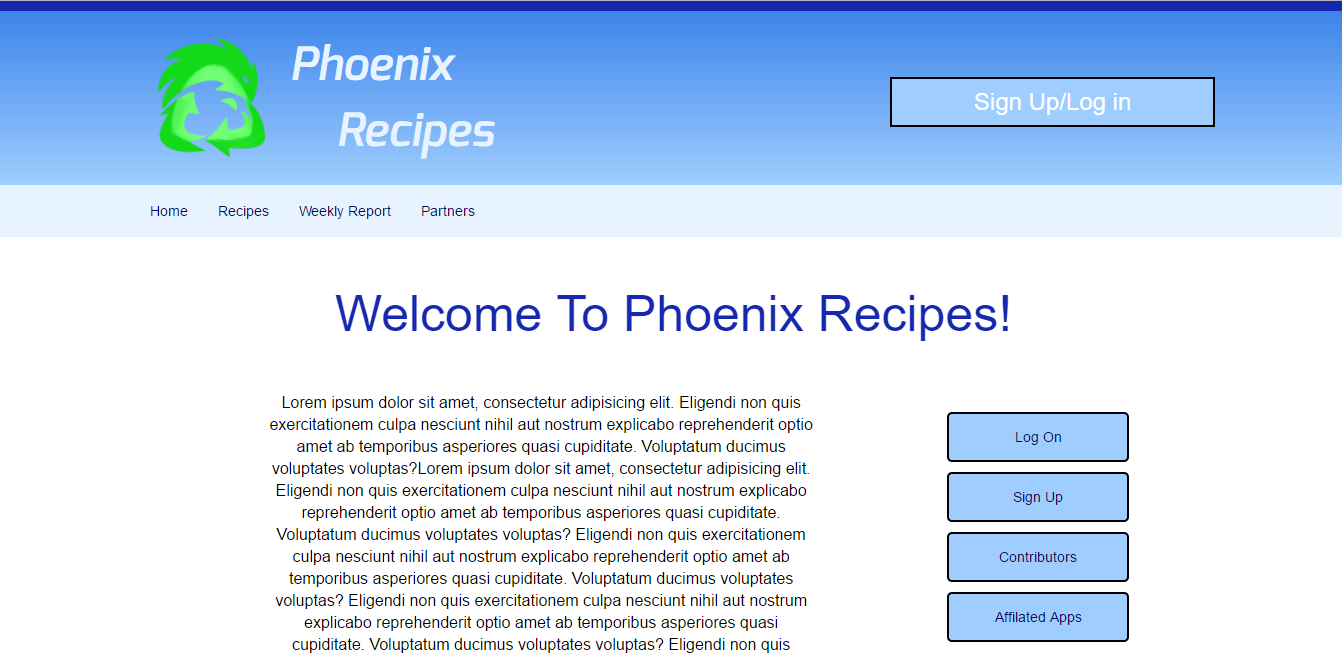 Phoenix
Recipes
Sign Up/Log in
Home Recipes Weekly Report Partners
Welcome To Phoenix Recipes!
Lorem ipsum dolor sit amet, consectetur adipisicing elit. Eligendi non quis
exercitationem culpa nesciunt nihil aut nostrum explicabo reprehenderit optio
amet ab temporibus asperiores quasi cupiditate. Voluptatum ducimus
voluptates voluptas?Lorem ipsum dolor sit amet, consectetur adipisicing elit.
Eligendi non quis exercitationem culpa nesciunt nihil aut nostrum explicabo
reprehenderit optio amet ab temporibus asperiores quasi cupiditate.
Voluptatum ducimus voluptates voluptas? Eligendi non quis exercitationem
culpa nesciunt nihil aut nostrum explicabo reprehenderit optio amet ab
temporibus asperiores quasi cupiditate. Voluptatum ducimus voluptates
voluptas? Eligendi non quis exercitationem culpa nesciunt nihil aut nostrum
explicabo reprehenderit optio amet ab temporibus asperiores quasi
cupiditate. Voluptatum ducimus voluptates voluptas? Eligendi non quis
Log On
Sign Up
Contributors
Affilated Apps